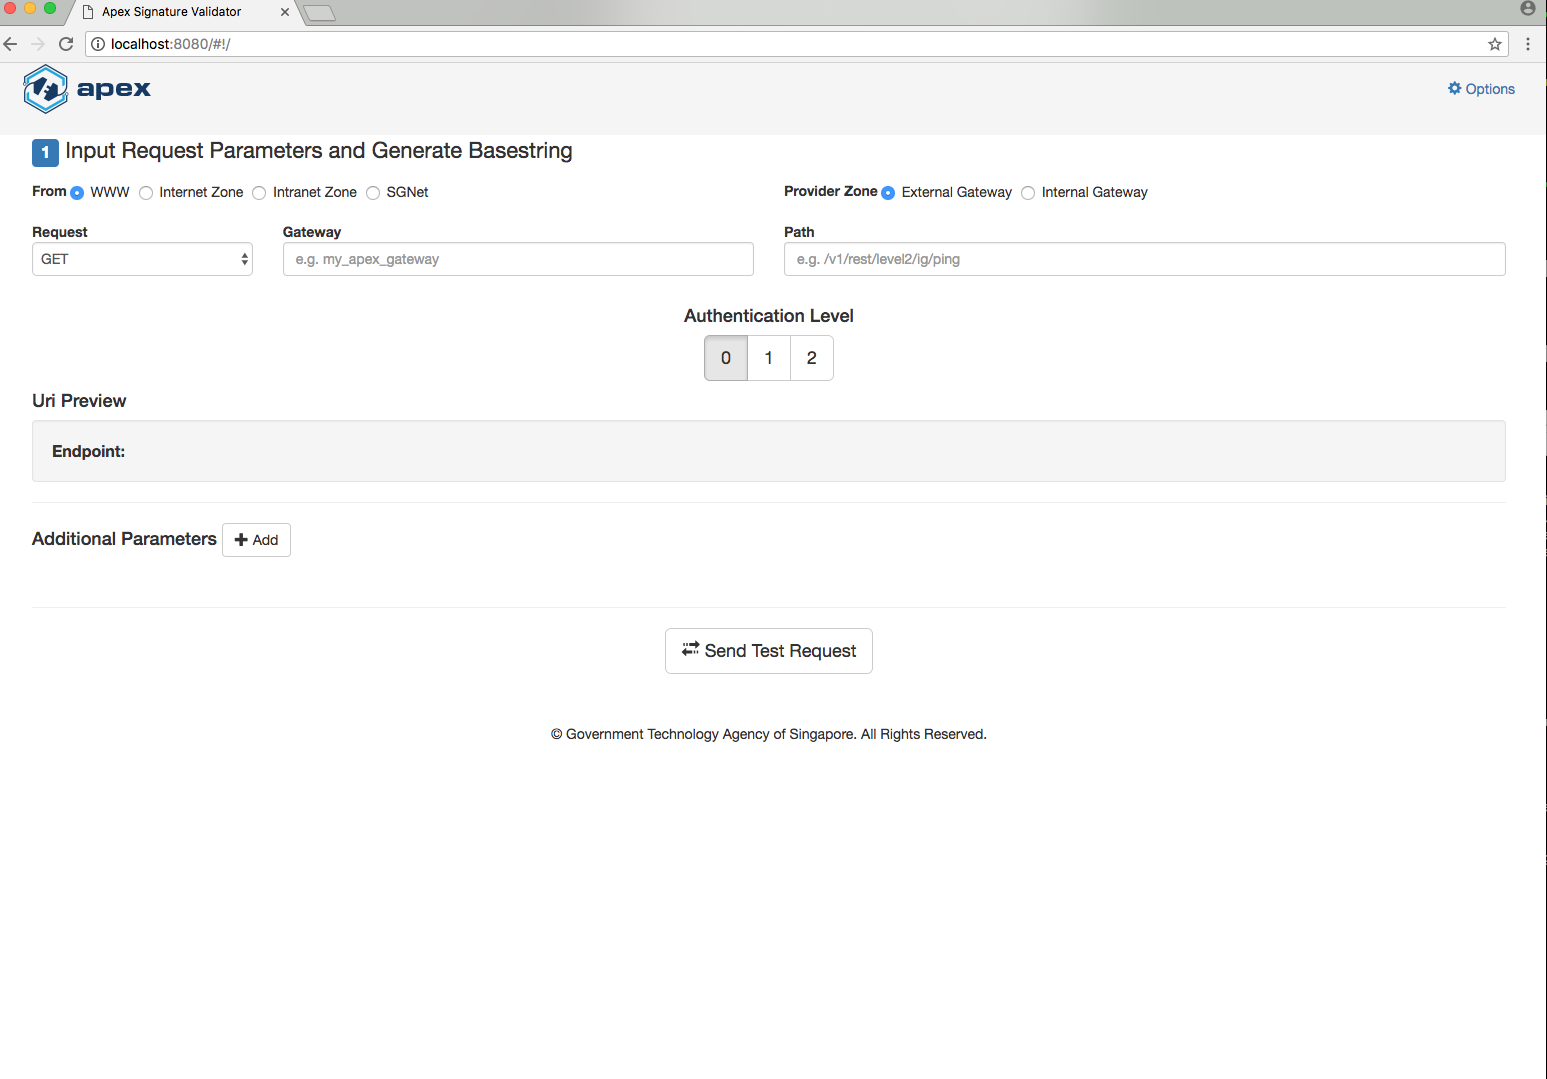 Apex Signature Validator
localhost:8080/#!/
apex
Options
1 Input Request Parameters and Generate Basestring
From WWW Internet Zone Intranet Zone SGNet
Provider Zone External Gateway Internal Gateway
Request Gateway Path
GET e.g. my_apex_gateway e.g. /v1/rest/level2/ig/ping
Authentication Level
0 1 2
Uri Preview
Endpoint:
Additional Parameters Add
Send Test Request
© Government Technology Agency of Singapore. All Rights Reserved.